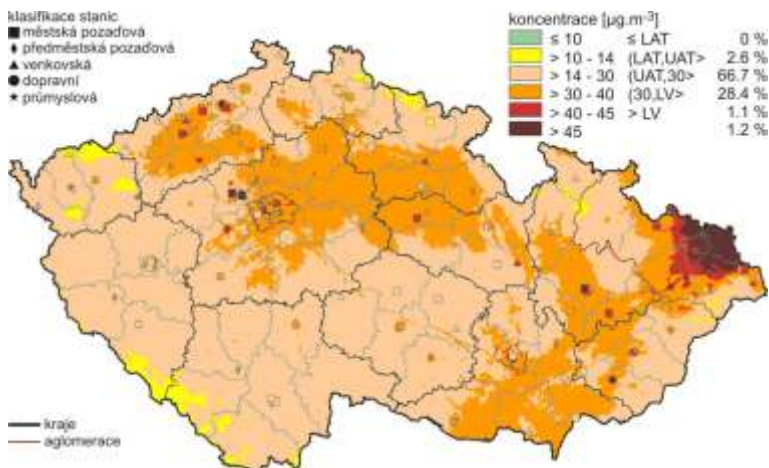 klasifikace stanic
městská pozaďová
předměstská pozaďová
venkovská
dopravní
průmyslová
koncentrace [µg.m⁻³]
≤ 10 ≤ LAT 0 %
> 10 - 14 (LAT,UAT> 2.6 %
> 14 - 30 (UAT,30> 66.7 %
> 30 - 40 (30,LV> 28.4 %
> 40 - 45 > LV 1.1 %
> 45 1.2 %
kraje
aglomerace